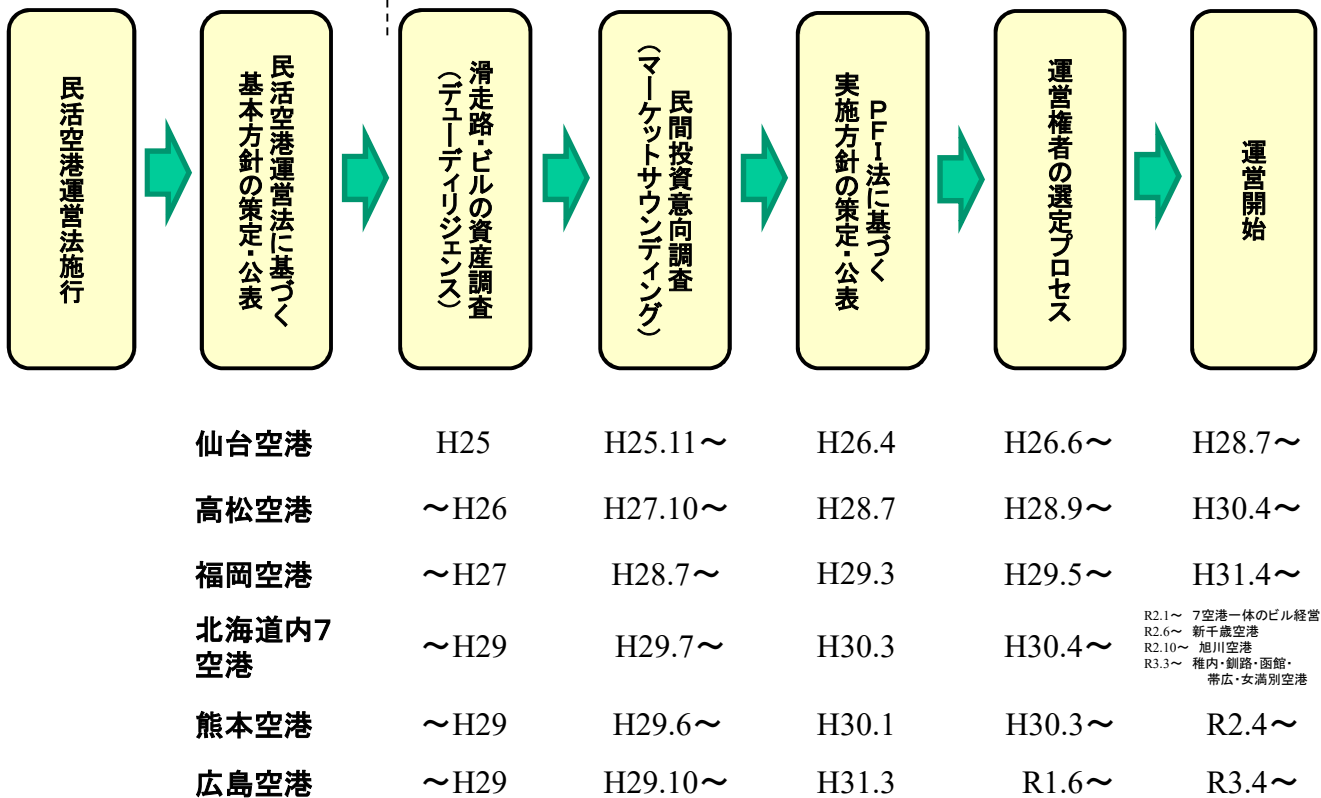 民活空港運営法施行
民活空港運営法に基づく
基本方針の策定・公表
滑走路・ビルの資産調査
（デューディリジェンス）
民間投資意向調査
（マーケットサウンディング）
ＰＦＩ法に基づく
実施方針の策定・公表
運営権者の選定プロセス
運営開始
仙台空港 H25 H25.11～ H26.4 H26.6～ H28.7～
高松空港 ～H26 H27.10～ H28.7 H28.9～ H30.4～
福岡空港 ～H27 H28.7～ H29.3 H29.5～ H31.4～
北海道内７
空港 ～H29 H29.7～ H30.3 H30.4～
R2.1～ ７空港一体のビル経営
R2.6～ 新千歳空港
R2.10～ 旭川空港
R3.3～ 稚内・釧路・函館・
帯広・女満別空港
熊本空港 ～H29 H29.6～ H30.1 H30.3～ R2.4～
広島空港 ～H29 H29.10～ H31.3 R1.6～ R3.4～